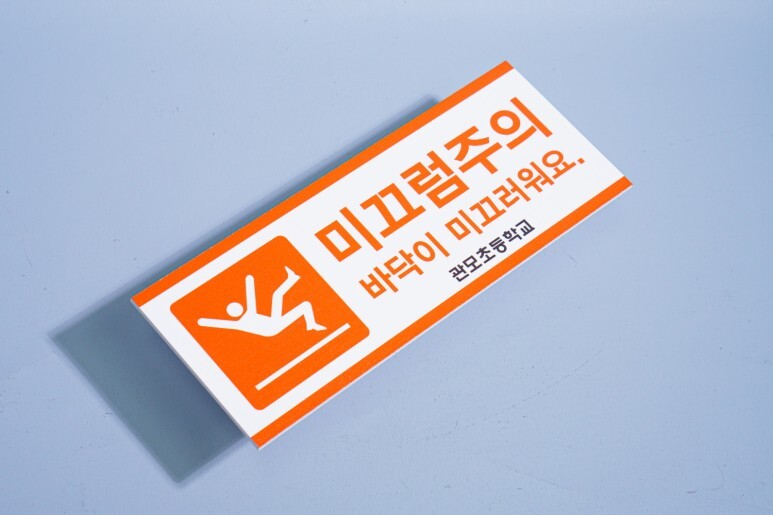 미끄럼주의
바닥이 미끄러워요.
관모초등학교